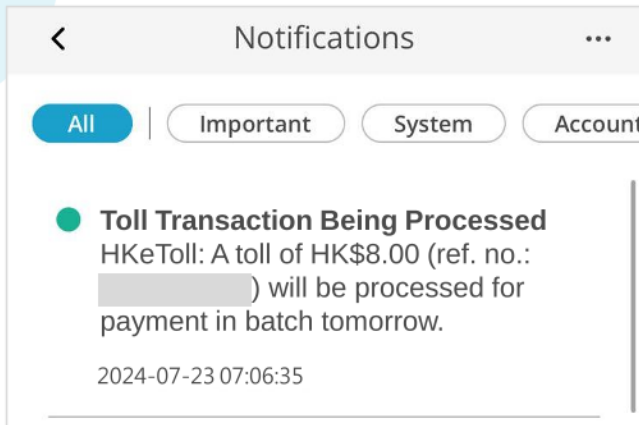 Notifications
All
Important
System
Account
Toll Transaction Being Processed
HKeToll: A toll of HK$8.00 (ref. no.:
) will be processed for
payment in batch tomorrow.
2024-07-23 07:06:35